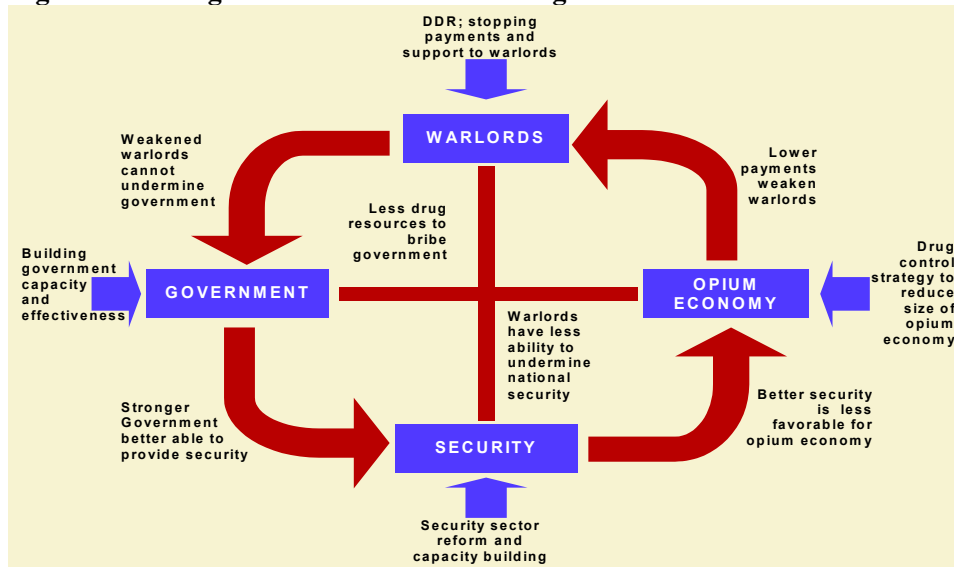 DDR; stopping
payments and
support to warlords
WARLORDS
Weakened
warlords
cannot
undermine
government
Lower
payments
weaken
warlords
Less drug
resources to
bribe
government
Building
government
capacity
and
effectiveness
GOVERNMENT
OPIUM
ECONOMY
Drug
control
strategy to
reduce
size of
opium
economy
Warlords
have less
ability to
undermine
national
security
Stronger
Government
better able to
provide security
Better security
is less
favorable for
opium economy
SECURITY
Security sector
reform and
capacity building